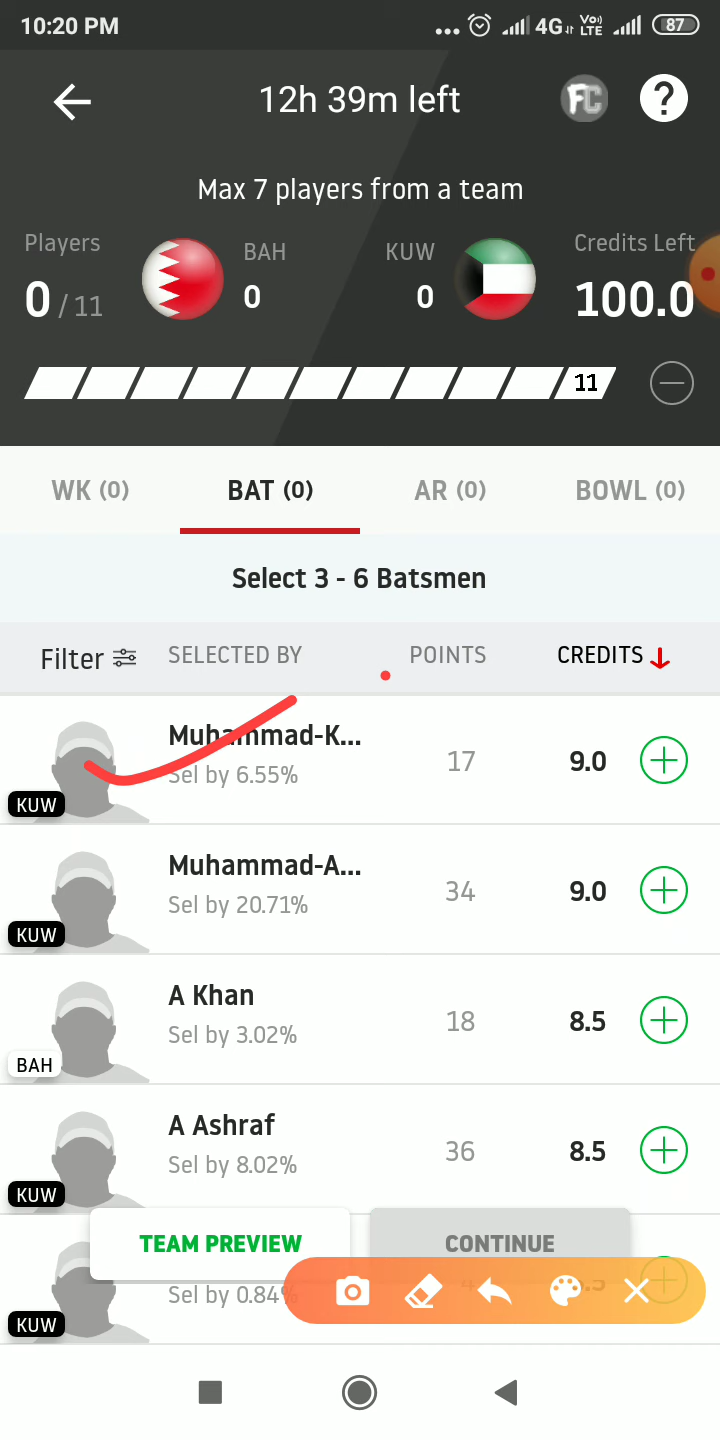 10:20 PM
4G Vo)) LTE 87
12h 39m left
FC ?
Max 7 players from a team
Players
BAH
KUW
Credits Left
0 / 11
0
0
100.0
11
WK (0) BAT (0) AR (0) BOWL (0)
Select 3 - 6 Batsmen
Filter SELECTED BY POINTS CREDITS
Muhammad-K...
Sel by 6.55%
17 9.0
KUW
Muhammad-A...
Sel by 20.71%
34 9.0
KUW
A Khan
Sel by 3.02%
18 8.5
BAH
A Ashraf
Sel by 8.02%
36 8.5
KUW
TEAM PREVIEW CONTINUE
Sel by 0.84%
KUW